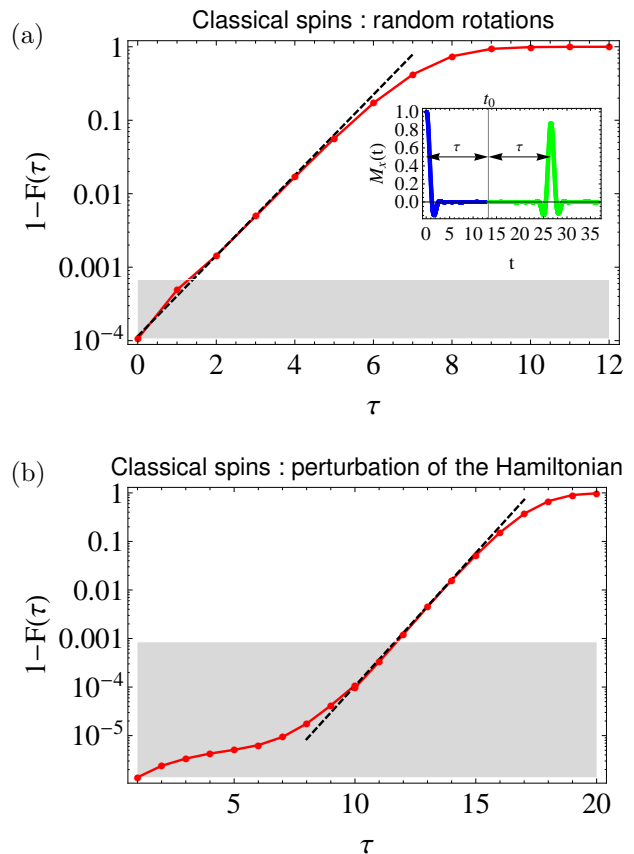 (a)
Classical spins : random rotations
1
0.1
0.01
0.001
10⁻⁴
1−F(τ)
0 2 4 6 8 10 12
τ
t₀
1.0
0.8
0.6
0.4
0.2
0.0
Mₓ(t)
τ τ
0 5 10 15 20 25 30 35
t
(b)
Classical spins : perturbation of the Hamiltonian
1
0.1
0.01
0.001
10⁻⁴
10⁻⁵
1−F(τ)
5 10 15 20
τ